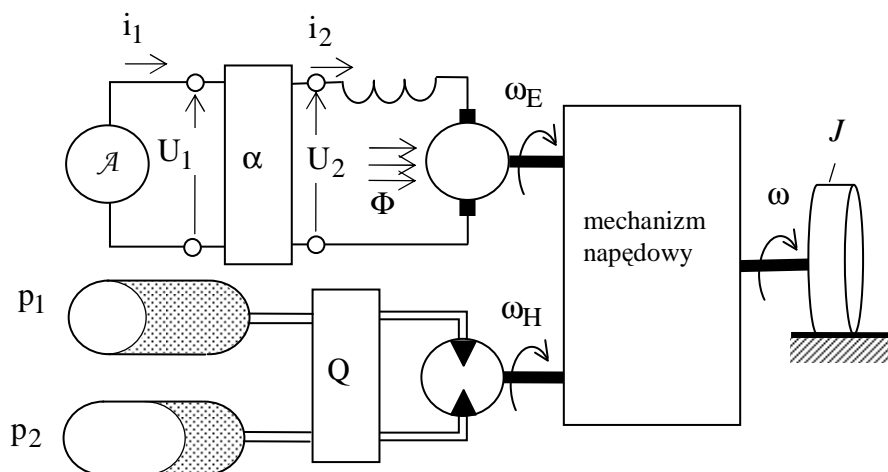 i1
i2
ωE
J
𝒜
U1
α
U2
Φ
ω
mechanizm
napędowy
p1
ωH
Q
p2